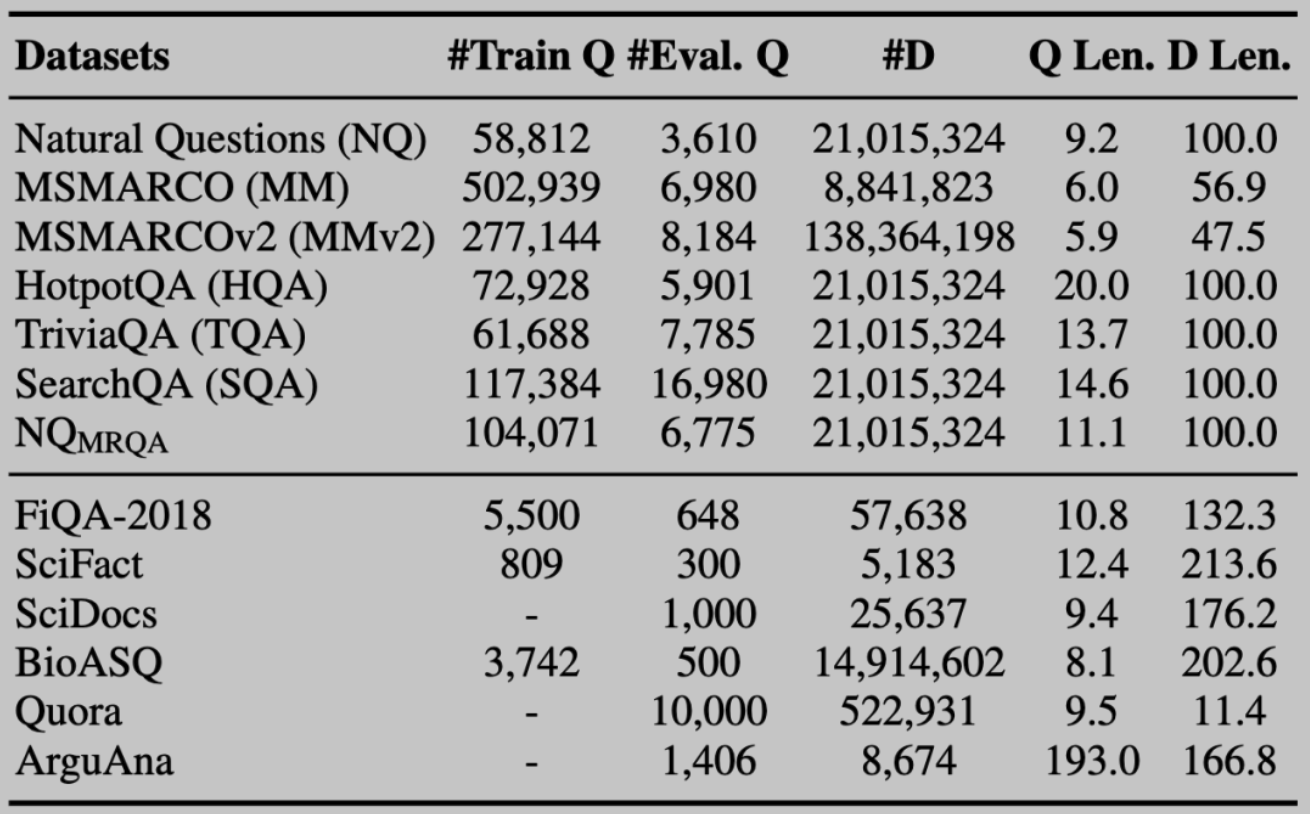 Datasets #Train Q #Eval. Q #D Q Len. D Len.
Natural Questions (NQ) 58,812 3,610 21,015,324 9.2 100.0
MSMARCO (MM) 502,939 6,980 8,841,823 6.0 56.9
MSMARCOv2 (MMv2) 277,144 8,184 138,364,198 5.9 47.5
HotpotQA (HQA) 72,928 5,901 21,015,324 20.0 100.0
TriviaQA (TQA) 61,688 7,785 21,015,324 13.7 100.0
SearchQA (SQA) 117,384 16,980 21,015,324 14.6 100.0
NQMRQA 104,071 6,775 21,015,324 11.1 100.0
FiQA-2018 5,500 648 57,638 10.8 132.3
SciFact 809 300 5,183 12.4 213.6
SciDocs - 1,000 25,637 9.4 176.2
BioASQ 3,742 500 14,914,602 8.1 202.6
Quora - 10,000 522,931 9.5 11.4
ArguAna - 1,406 8,674 193.0 166.8